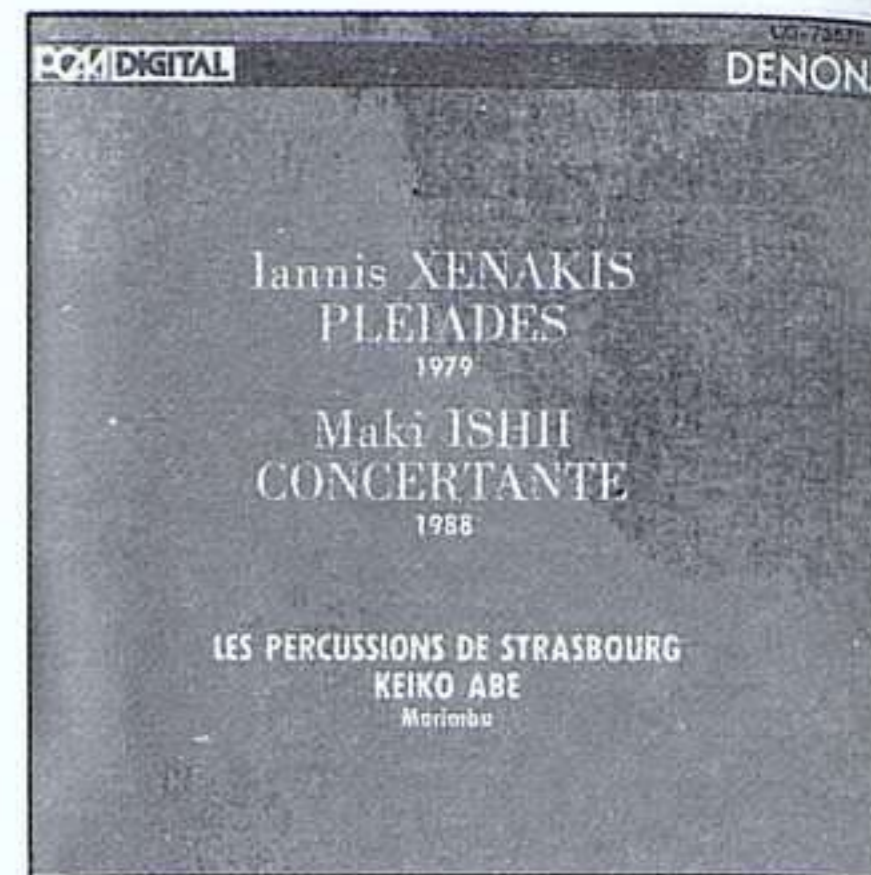 PCM DIGITAL
DENON
Iannis XENAKIS
PLEIADES
1979
Maki ISHII
CONCERTANTE
1988
LES PERCUSSIONS DE STRASBOURG
KEIKO ABE
Marimba